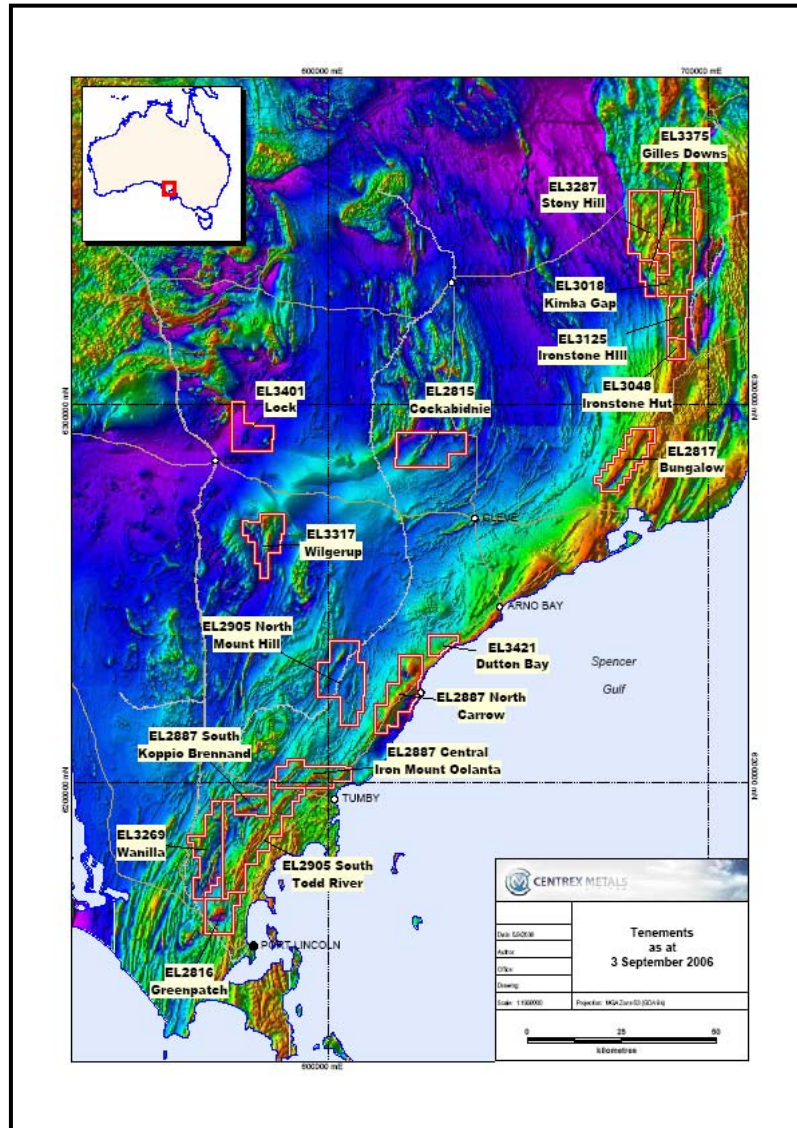 600000 mE
700000 mE
EL3375
Gilles Downs
EL3287
Stony Hill
EL3018
Kimba Gap
EL3125
Ironstone Hill
EL3048
Ironstone Hut
6300000 mN
6300000 mN
EL3401
Lock
EL2815
Cockabidnie
EL2817
Bungalow
CLEVE
EL3317
Wilgerup
ARNO BAY
EL2905 North
Mount Hill
EL3421
Dutton Bay
Spencer
Gulf
EL2887 North
Carrow
EL2887 South
Koppio Brennand
EL2887 Central
Iron Mount Oolanta
TUMBY
EL3269
Wanilla
EL2905 South
Todd River
PORT LINCOLN
EL2816
Greenpatch
600000 mE
CENTREX METALS
Author:
Office:
Drawing:
Tenements
as at
3 September 2006
0 25 50
kilometres